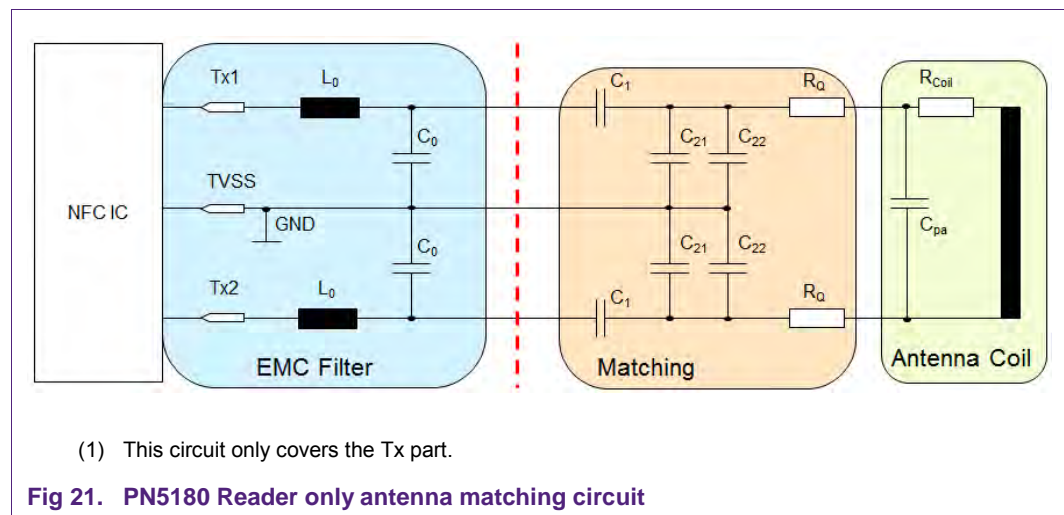 Tx1
L0
C1
RQ
RCoil
C0
C21
C22
TVSS
NFC IC
GND
Cpa
C0
C21
C22
Tx2
L0
C1
RQ
EMC Filter
Matching
Antenna Coil
(1) This circuit only covers the Tx part.
Fig 21. PN5180 Reader only antenna matching circuit